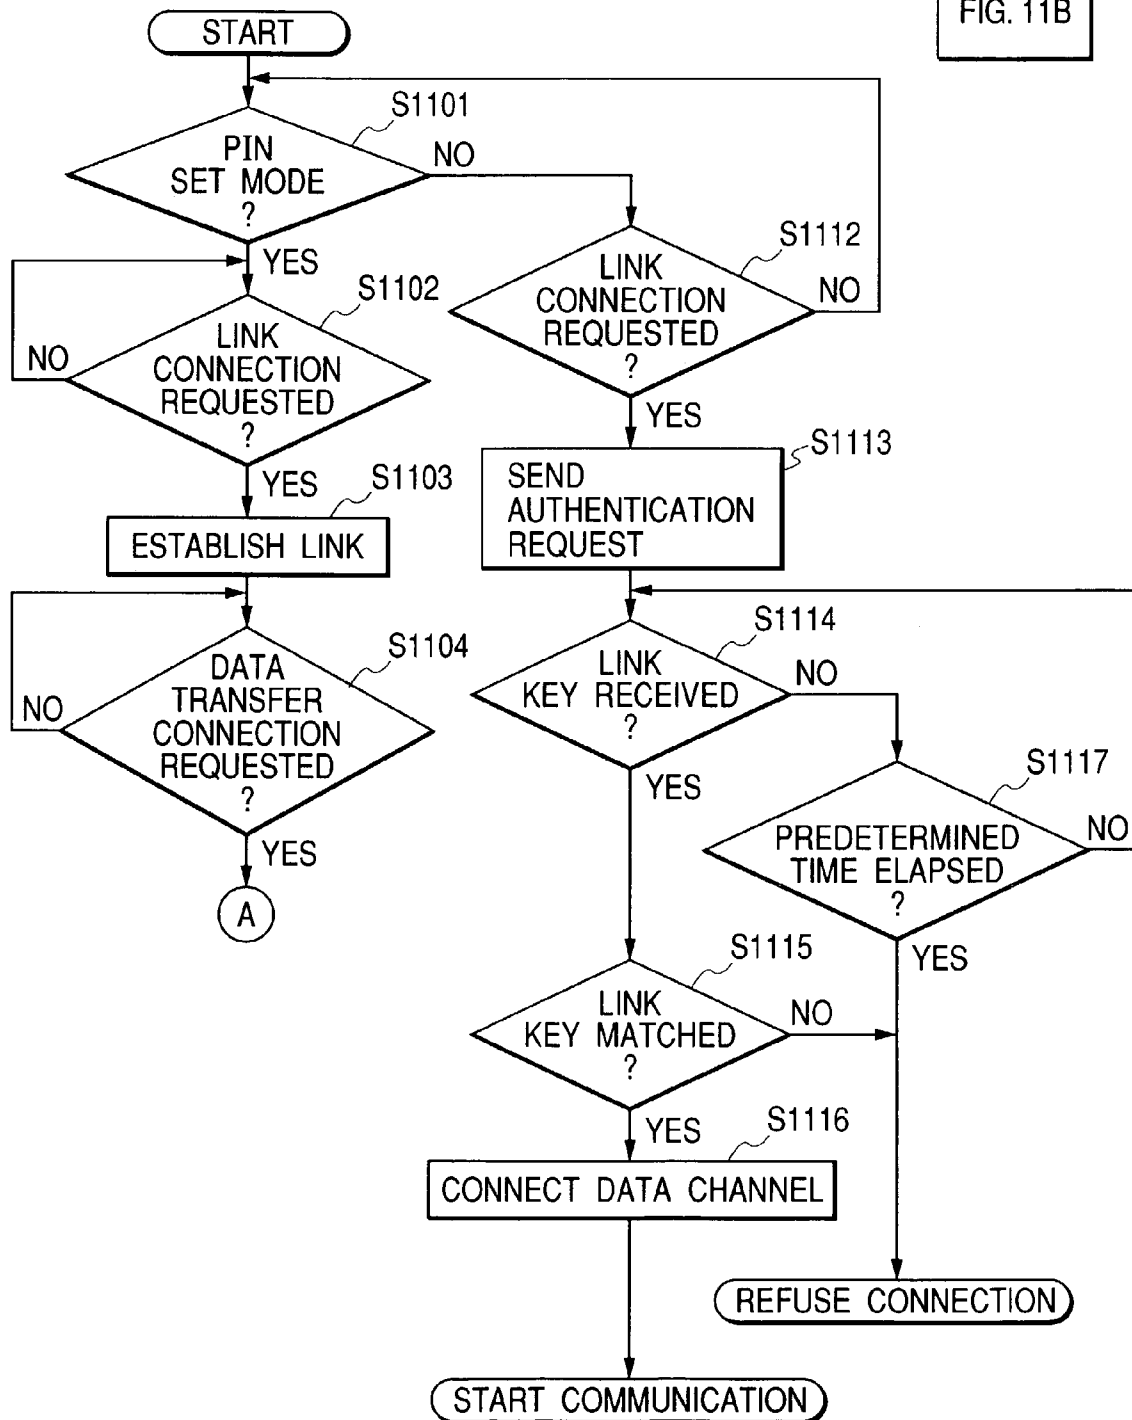 FIG. 11B
START
S1101
PIN
SET MODE
?
NO
YES
S1112
LINK
CONNECTION
REQUESTED
?
NO
YES
S1102
LINK
CONNECTION
REQUESTED
?
NO
YES
S1103
ESTABLISH LINK
S1104
DATA
TRANSFER
CONNECTION
REQUESTED
?
NO
YES
A
S1113
SEND
AUTHENTICATION
REQUEST
S1114
LINK
KEY RECEIVED
?
NO
YES
S1117
PREDETERMINED
TIME ELAPSED
?
NO
YES
S1115
LINK
KEY MATCHED
?
NO
YES
S1116
CONNECT DATA CHANNEL
REFUSE CONNECTION
START COMMUNICATION